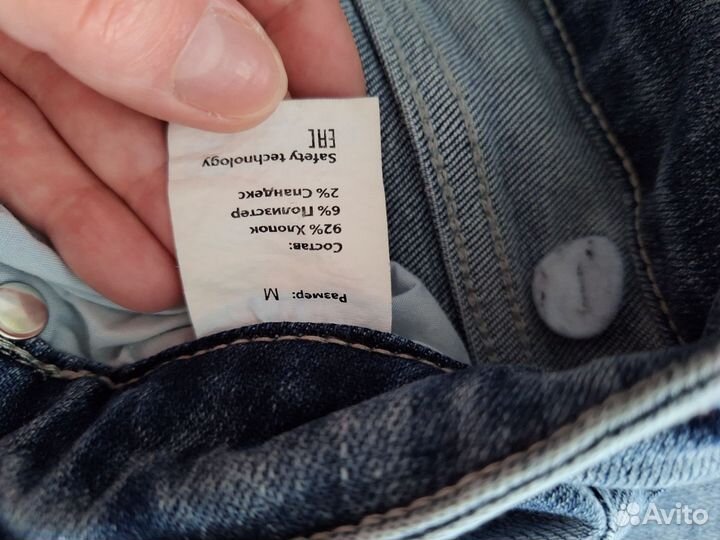 Размер: M
Состав:
92% Хлопок
6% Полиэстер
2% Спандекс
Safety technology
EAC
Avito